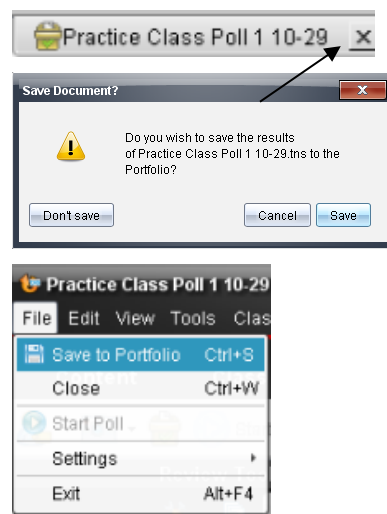 Practice Class Poll 1 10-29
Save Document?
Do you wish to save the results
of Practice Class Poll 1 10-29.tns to the
Portfolio?
Don't save Cancel Save
Practice Class Poll 1 10-29
File Edit View Tools Clas
Save to Portfolio Ctrl+S
Close Ctrl+W
Start Poll
Settings
Exit Alt+F4